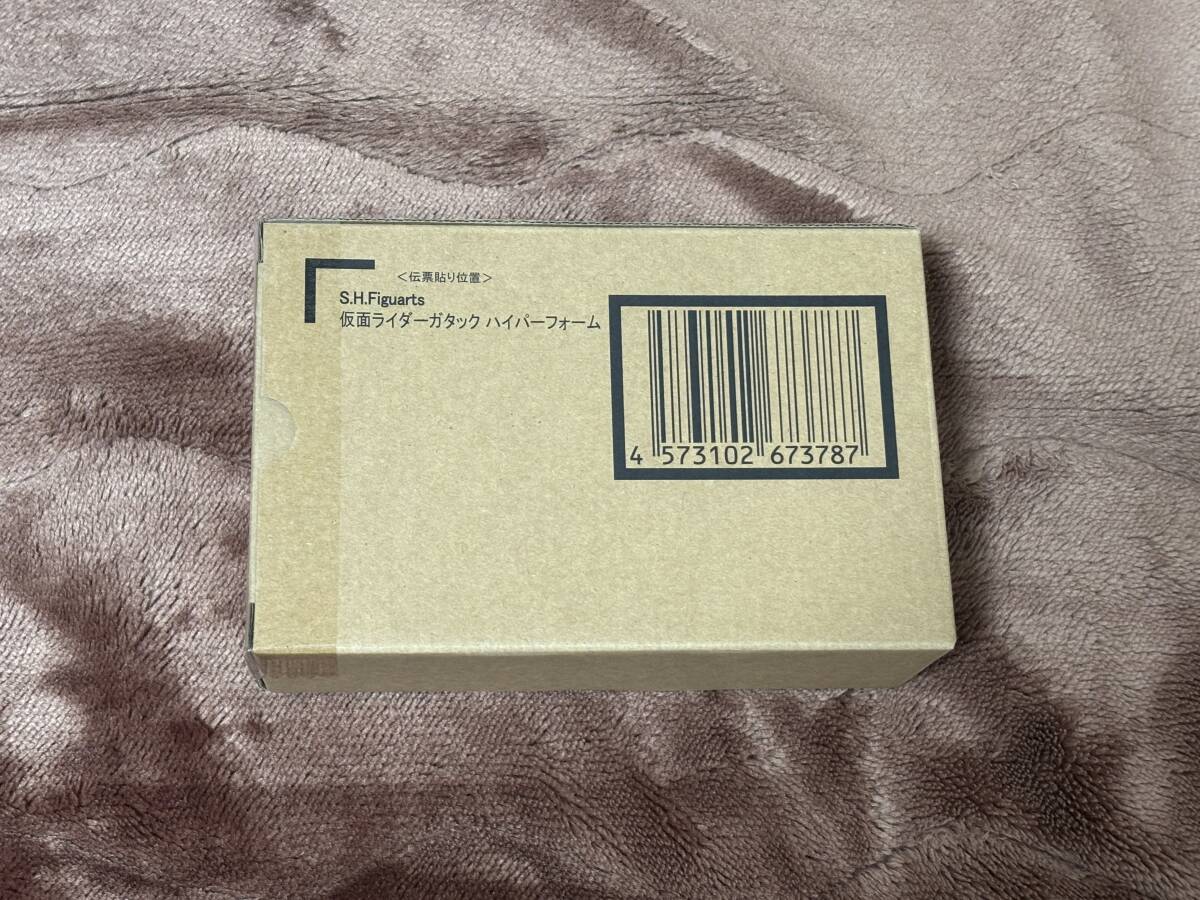 ＜伝票貼り位置＞
S.H.Figuarts
仮面ライダーガタック ハイパーフォーム
4 573102 673787